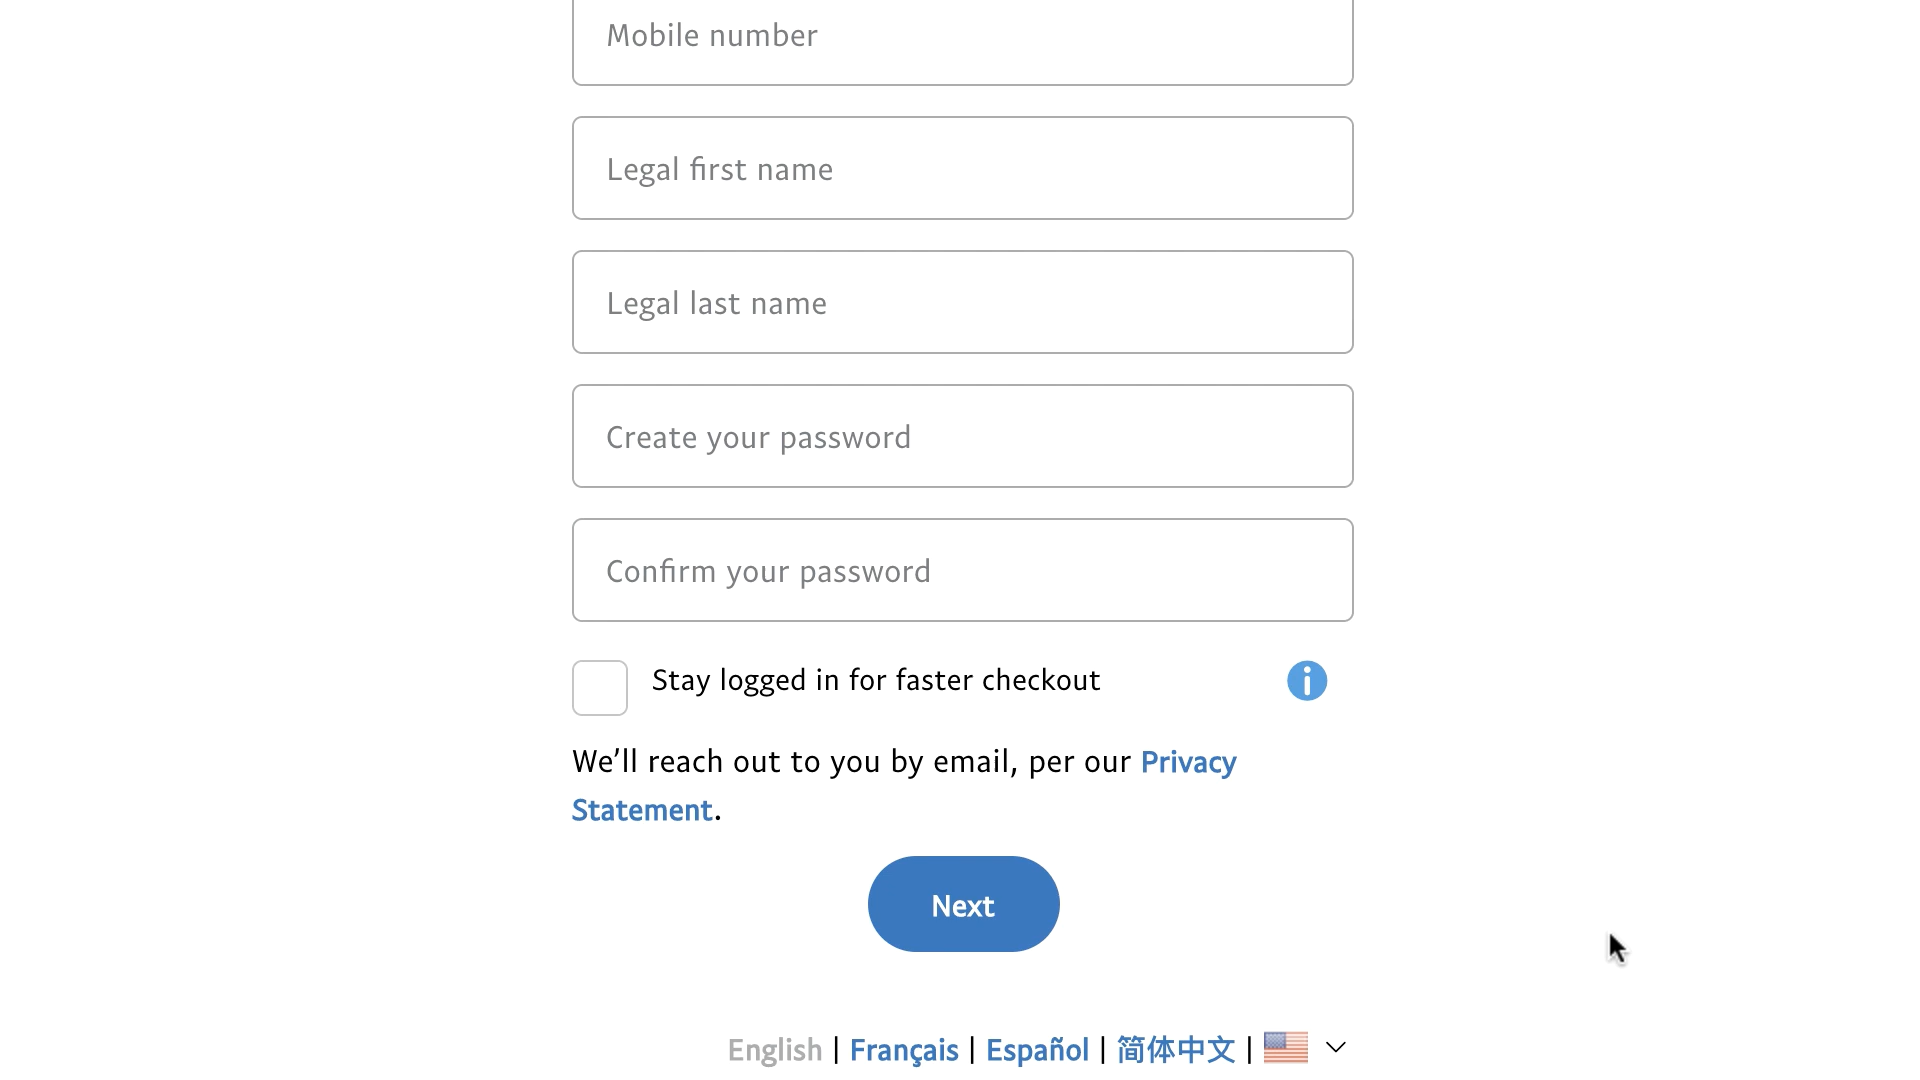 Mobile number
Legal first name
Legal last name
Create your password
Confirm your password
Stay logged in for faster checkout
We’ll reach out to you by email, per our Privacy
Statement.
Next
English | Français | Español | 简体中文 |